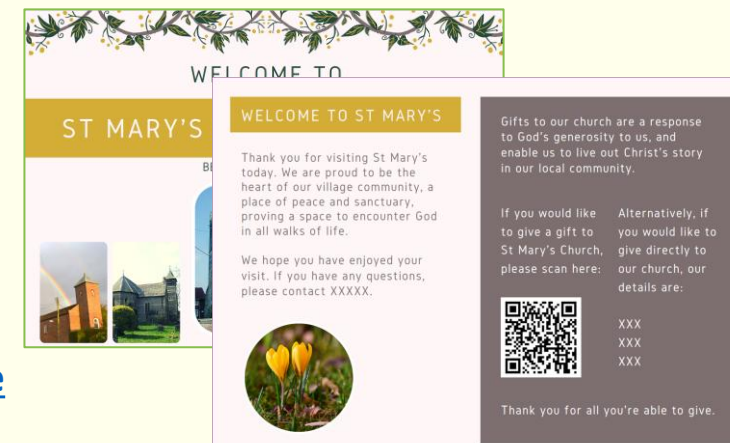 WELCOME TO
ST MARY'S
WELCOME TO ST MARY'S
Thank you for visiting St Mary's
today. We are proud to be the
heart of our village community, a
place of peace and sanctuary,
proving a space to encounter God
in all walks of life.
We hope you have enjoyed your
visit. If you have any questions,
please contact XXXXX.
Gifts to our church are a response
to God's generosity to us, and
enable us to live out Christ's story
in our local community.
If you would like
to give a gift to
St Mary's Church,
please scan here:
Alternatively, if
you would like to
give directly to
our church, our
details are:
XXX
XXX
XXX
Thank you for all you're able to give.